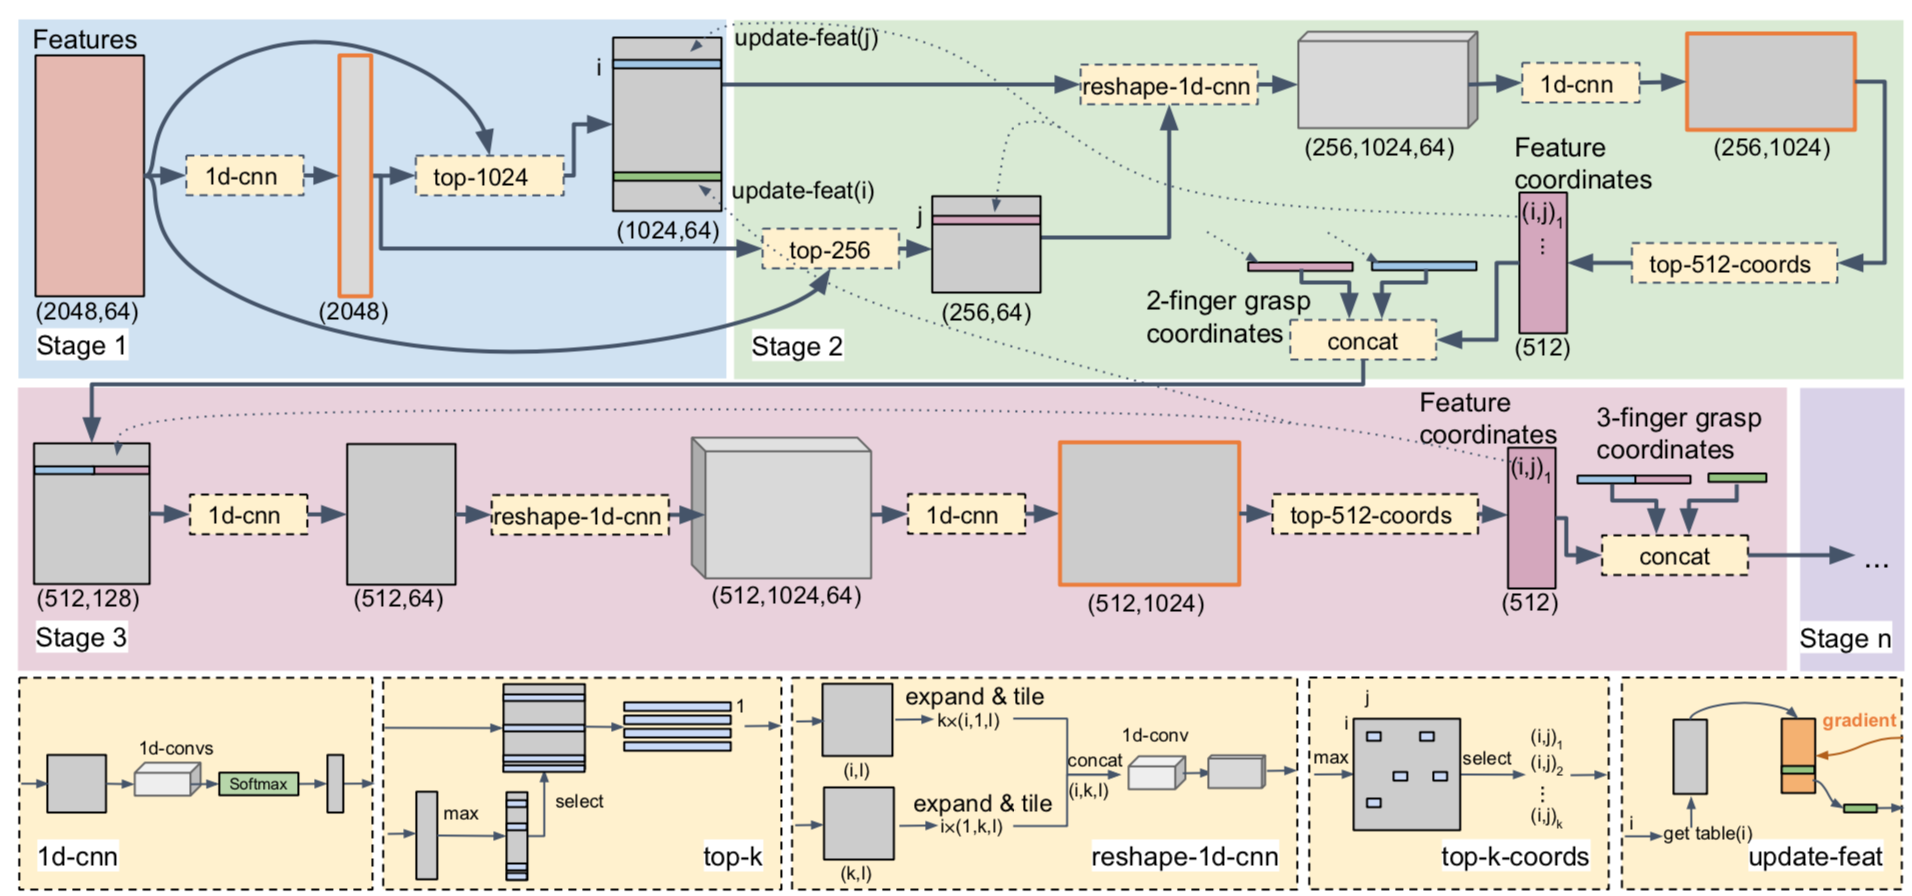 Features
(2048,64)
Stage 1
1d-cnn
(2048)
top-1024
i
(1024,64)
update-feat(j)
update-feat(i)
top-256
Stage 2
j
(256,64)
reshape-1d-cnn
(256,1024,64)
1d-cnn
(256,1024)
Feature
coordinates
(i,j)1
⋮
(512)
top-512-coords
2-finger grasp
coordinates
concat
(512,128)
Stage 3
1d-cnn
(512,64)
reshape-1d-cnn
(512,1024,64)
1d-cnn
(512,1024)
top-512-coords
Feature
coordinates
(i,j)1
(512)
3-finger grasp
coordinates
concat
...
Stage n
1d-convs
Softmax
1d-cnn
max
select
1
top-k
(i,l)
expand & tile
k×(i,1,l)
(k,l)
expand & tile
i×(1,k,l)
concat
(i,k,l)
1d-conv
reshape-1d-cnn
max
j
i
select
(i,j)1
(i,j)2
⋮
(i,j)k
top-k-coords
i
get table(i)
gradient
update-feat